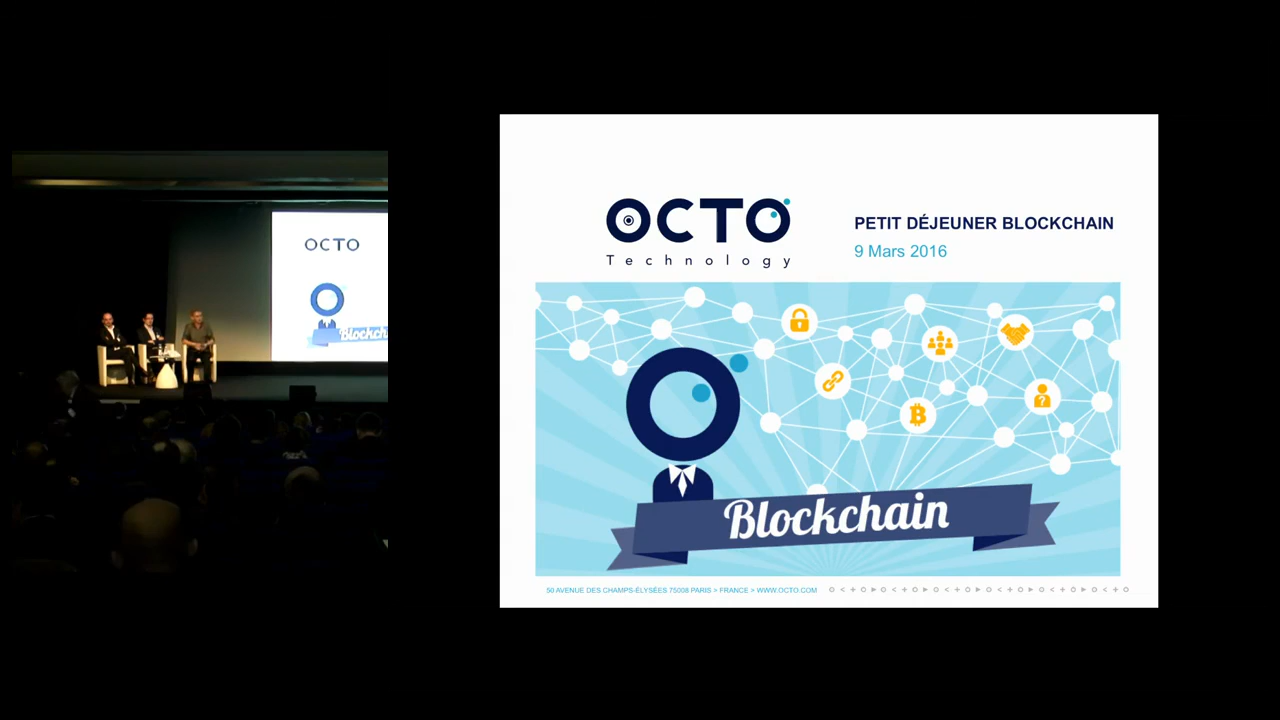 OCTO
Blockch
OCTO
Technology
PETIT DÉJEUNER BLOCKCHAIN
9 Mars 2016
B
?
Blockchain
50 AVENUE DES CHAMPS-ÉLYSÉES 75008 PARIS > FRANCE > WWW.OCTO.COM